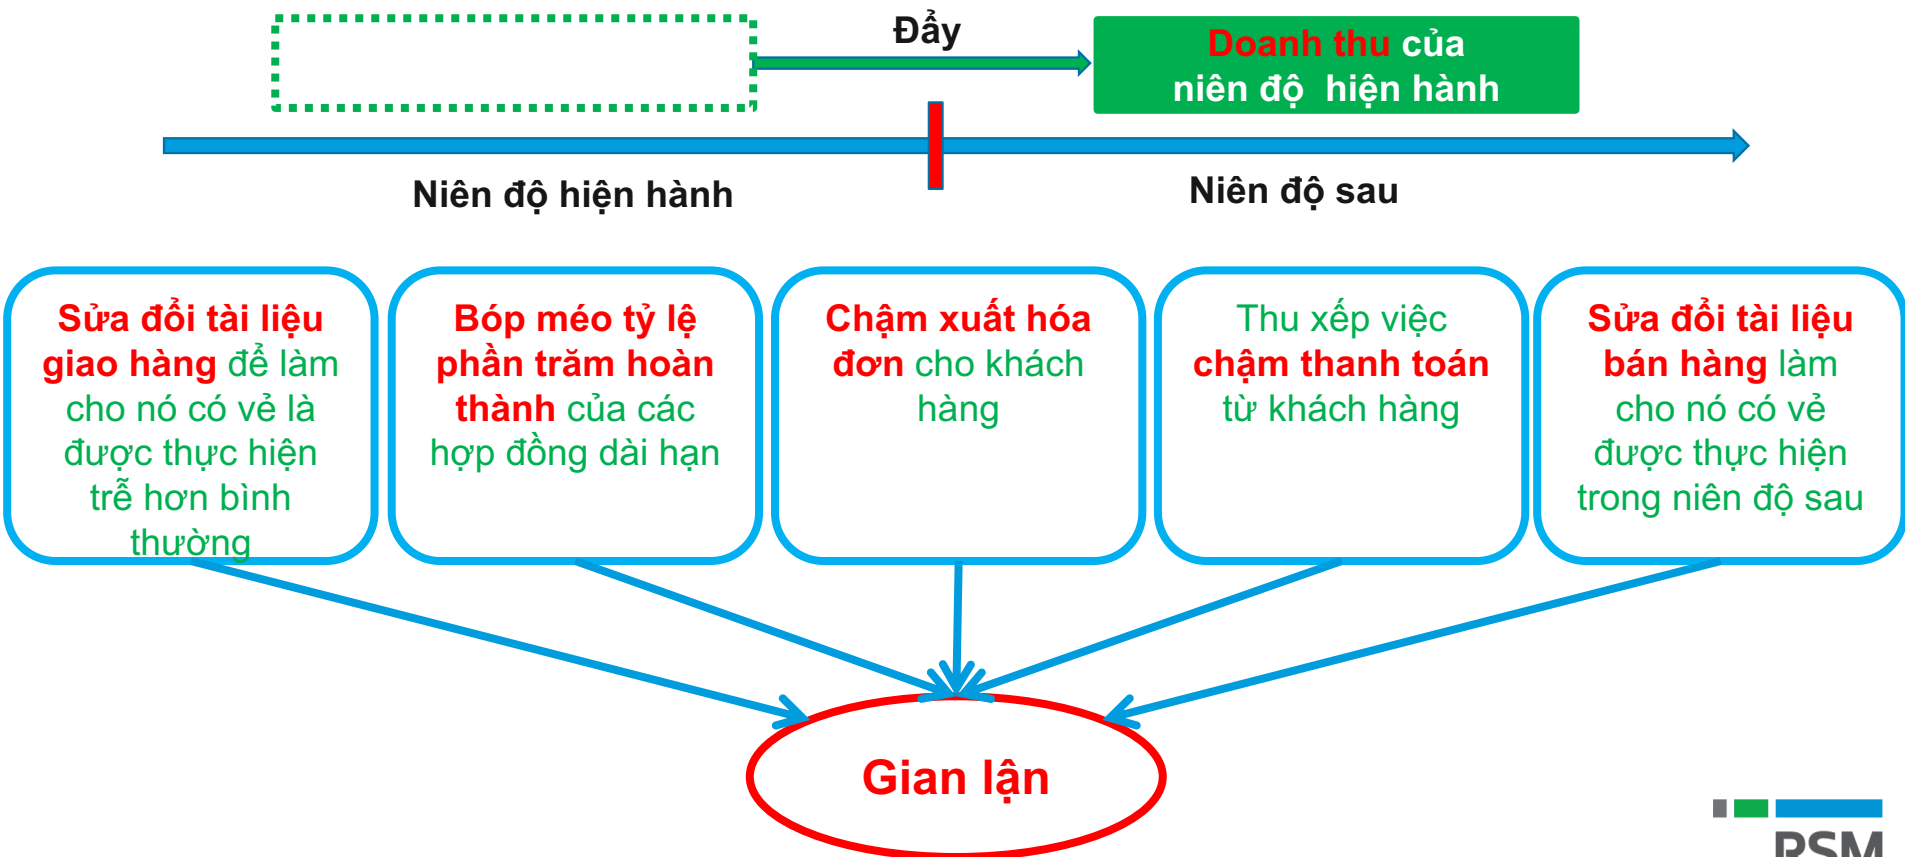 Đẩy
Doanh thu của
niên độ hiện hành
Niên độ hiện hành
Niên độ sau
Sửa đổi tài liệu
giao hàng để làm
cho nó có vẻ là
được thực hiện
trễ hơn bình
thường
Bóp méo tỷ lệ
phần trăm hoàn
thành của các
hợp đồng dài hạn
Chậm xuất hóa
đơn cho khách
hàng
Thu xếp việc
chậm thanh toán
từ khách hàng
Sửa đổi tài liệu
bán hàng làm
cho nó có vẻ
được thực hiện
trong niên độ sau
Gian lận
RSM